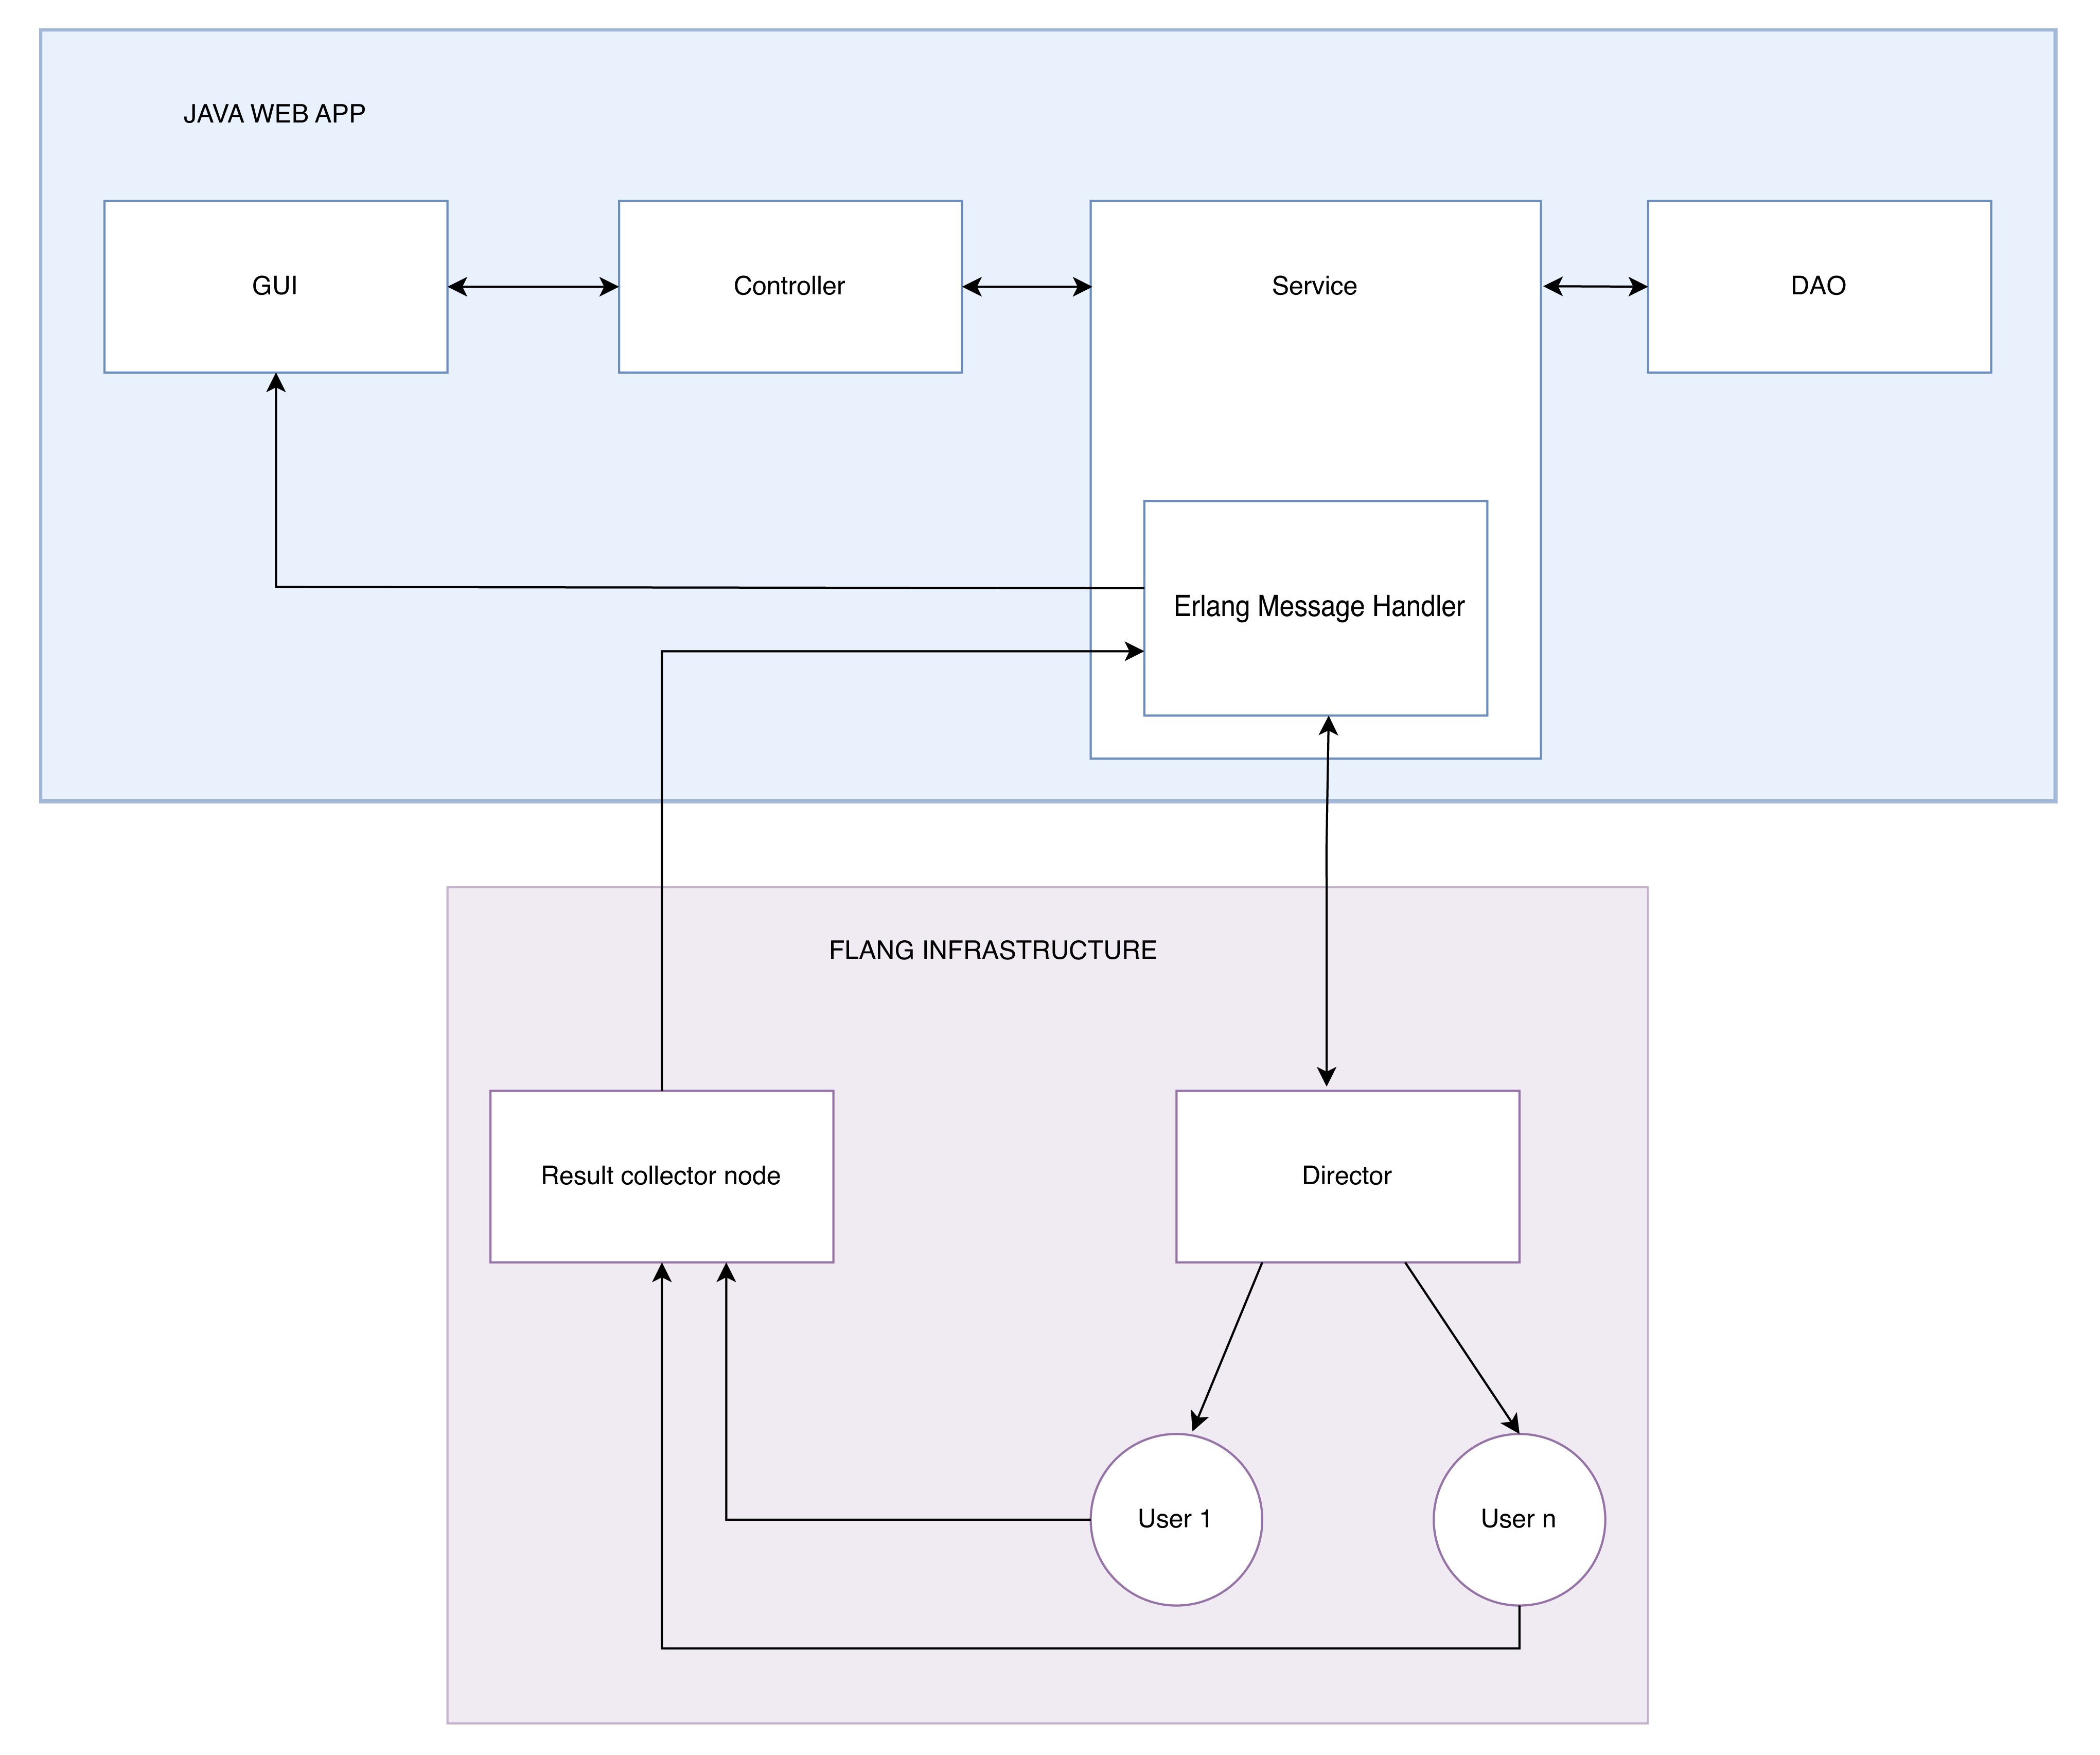 JAVA WEB APP
GUI
Controller
Service
DAO
Erlang Message Handler
FLANG INFRASTRUCTURE
Result collector node
Director
User 1
User n